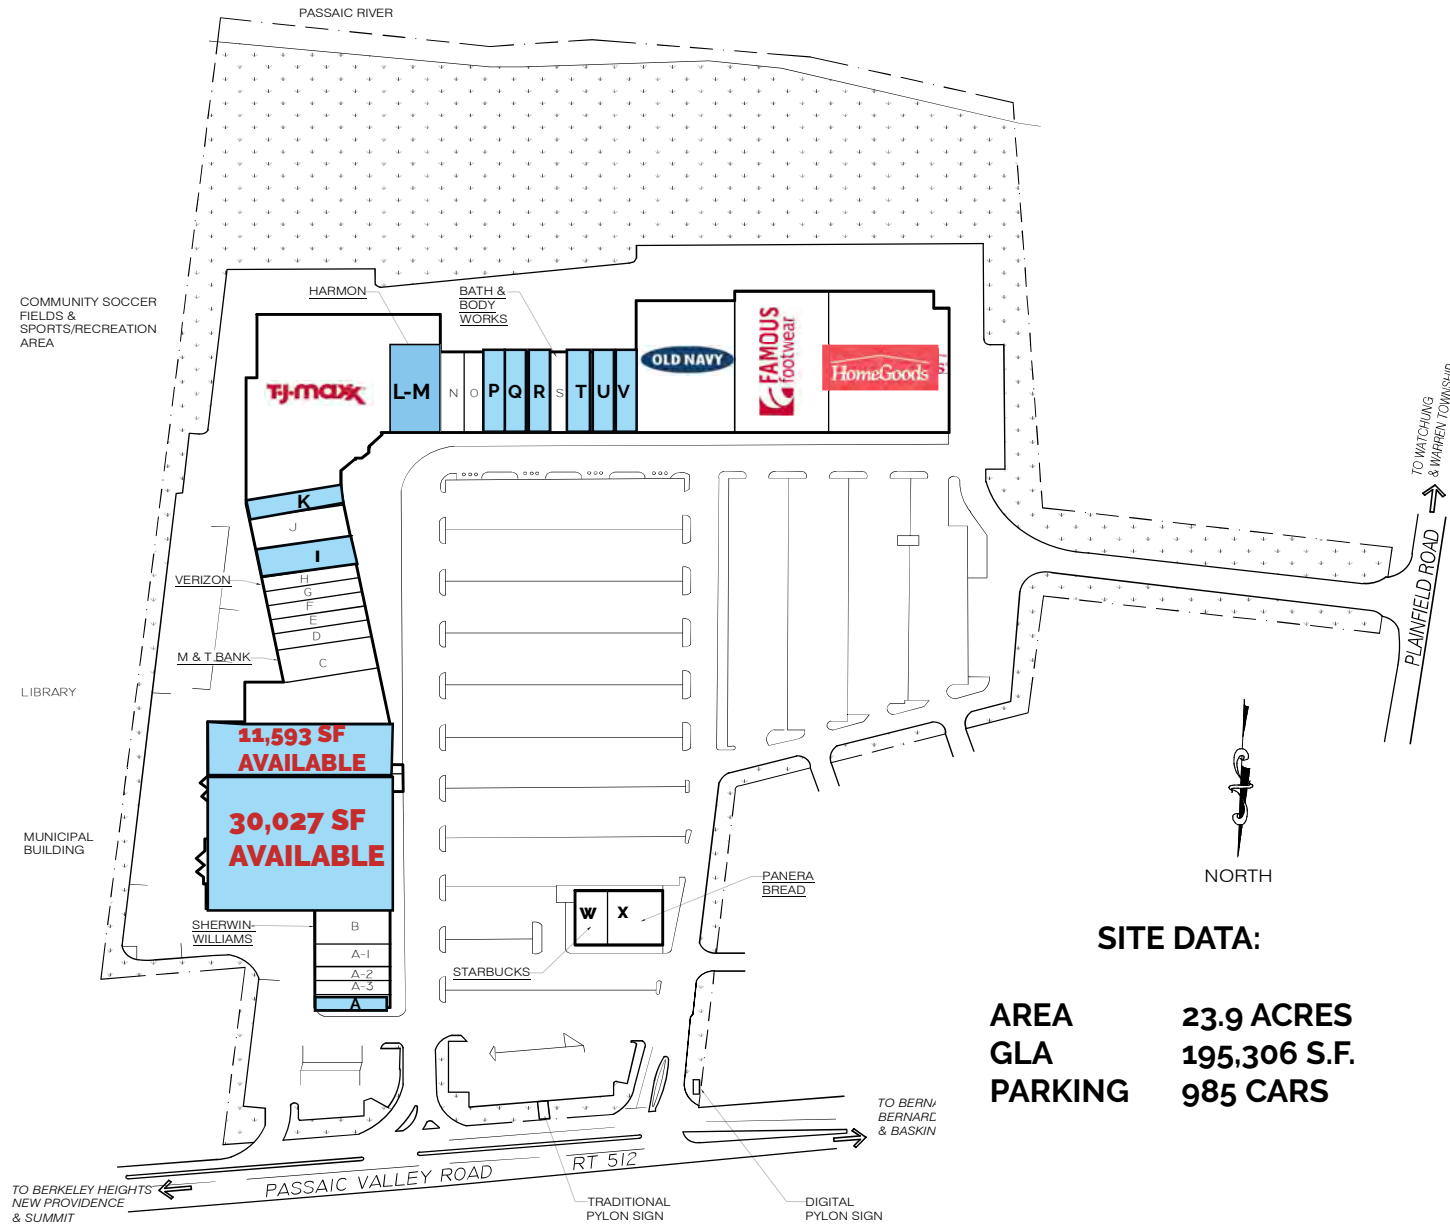 PASSAIC RIVER
COMMUNITY SOCCER
FIELDS &
SPORTS/RECREATION
AREA
HARMON
BATH &
BODY
WORKS
T·J·maxx
L-M
N
O
P
Q
R
S
T
U
V
OLD NAVY
FAMOUS
footwear
HomeGoods
TO WATCHUNG
& WARREN TOWNSHIP
PLAINFIELD ROAD
K
J
I
VERIZON
H
G
F
E
D
M & T BANK
C
LIBRARY
11,593 SF
AVAILABLE
30,027 SF
AVAILABLE
MUNICIPAL
BUILDING
NORTH
PANERA
BREAD
W
X
STARBUCKS
SHERWIN-
WILLIAMS
B
A-1
A-2
A-3
A
SITE DATA:
AREA 23.9 ACRES
GLA 195,306 S.F.
PARKING 985 CARS
TO BERNA
BERNARD
& BASKIN
PASSAIC VALLEY ROAD RT 512
TO BERKELEY HEIGHTS
NEW PROVIDENCE
& SUMMIT
TRADITIONAL
PYLON SIGN
DIGITAL
PYLON SIGN